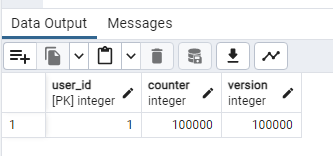 Data Output Messages
user_id counter version
[PK] integer integer integer
1 1 100000 100000